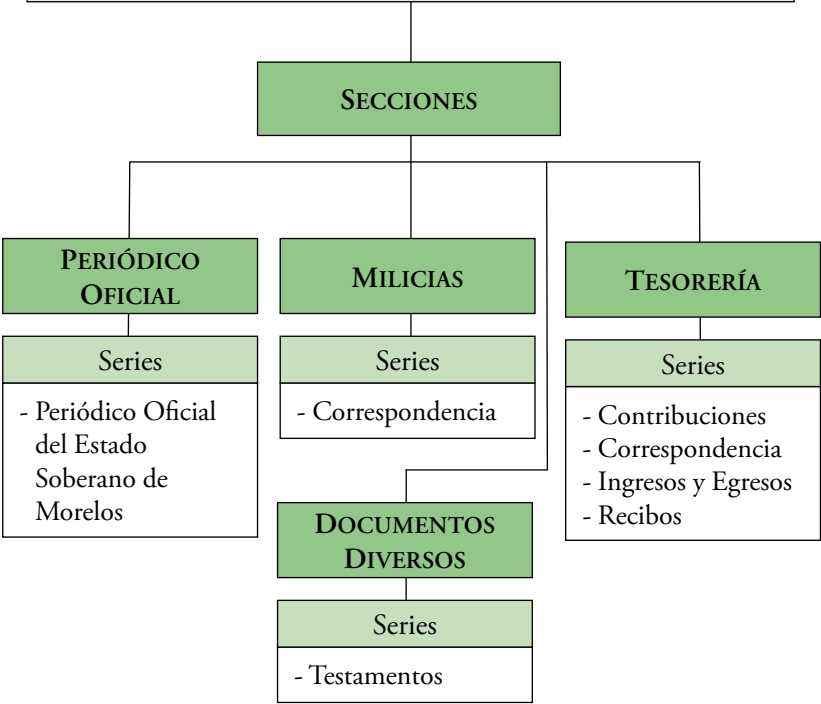 SECCIONES
PERIÓDICO
OFICIAL
Series
- Periódico Oficial
del Estado
Soberano de
Morelos
MILICIAS
Series
- Correspondencia
TESORERÍA
Series
- Contribuciones
- Correspondencia
- Ingresos y Egresos
- Recibos
DOCUMENTOS
DIVERSOS
Series
- Testamentos